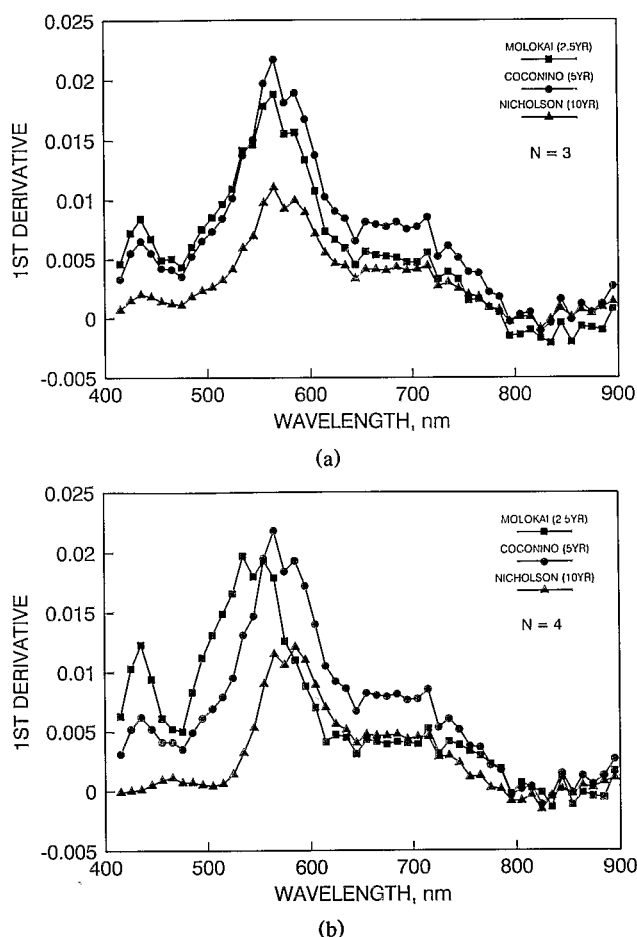 0.025
0.02
0.015
0.01
0.005
0
-0.005
1ST DERIVATIVE
MOLOKAI (2.5YR)
COCONINO (5YR)
NICHOLSON (10YR)
N = 3
400 500 600 700 800 900
WAVELENGTH, nm
(a)
0.025
0.02
0.015
0.01
0.005
0
-0.005
1ST DERIVATIVE
MOLOKAI (2 5YR)
COCONINO (5YR)
NICHOLSON (10YR)
N = 4
400 500 600 700 800 900
WAVELENGTH, nm
(b)